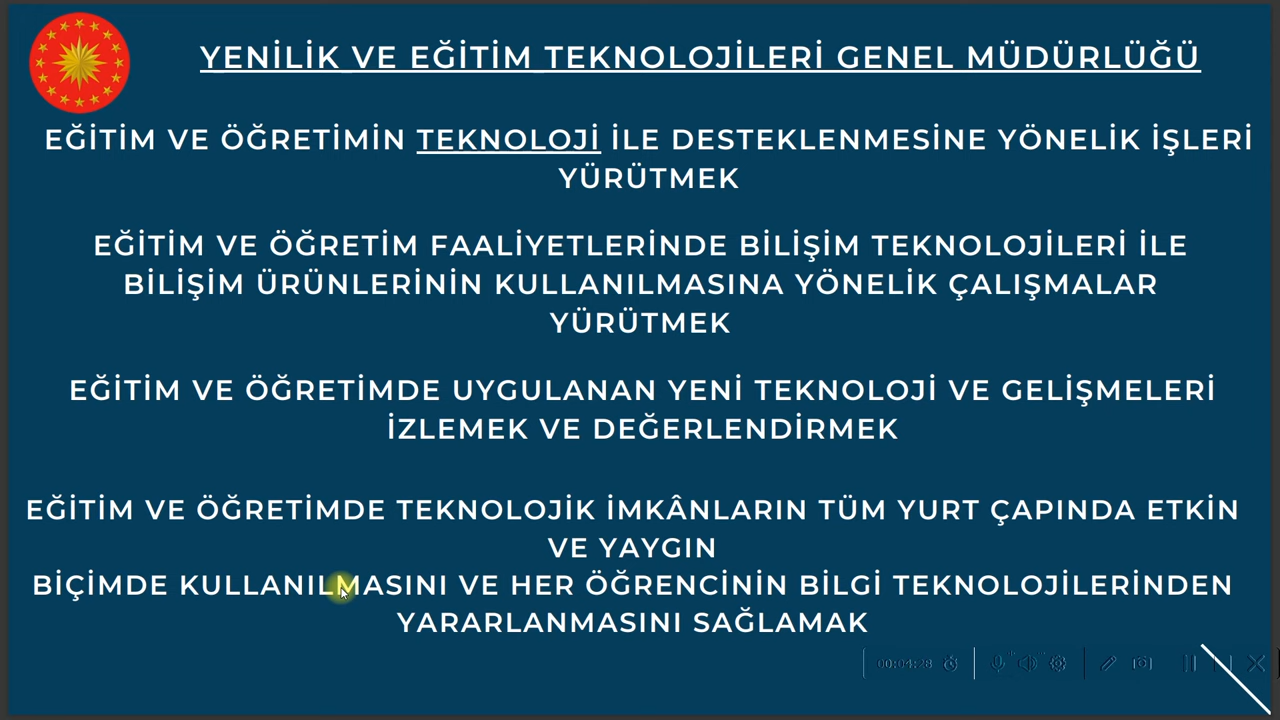 YENİLİK VE EĞİTİM TEKNOLOJİLERİ GENEL MÜDÜRLÜĞÜ
EĞİTİM VE ÖĞRETİMİN TEKNOLOJİ İLE DESTEKLENMESİNE YÖNELİK İŞLERİ
YÜRÜTMEK
EĞİTİM VE ÖĞRETİM FAALİYETLERİNDE BİLİŞİM TEKNOLOJİLERİ İLE
BİLİŞİM ÜRÜNLERİNİN KULLANILMASINA YÖNELİK ÇALIŞMALAR
YÜRÜTMEK
EĞİTİM VE ÖĞRETİMDE UYGULANAN YENİ TEKNOLOJİ VE GELİŞMELERİ
İZLEMEK VE DEĞERLENDİRMEK
EĞİTİM VE ÖĞRETİMDE TEKNOLOJİK İMKÂNLARIN TÜM YURT ÇAPINDA ETKİN
VE YAYGIN
BİÇİMDE KULLANILMASINI VE HER ÖĞRENCİNİN BİLGİ TEKNOLOJİLERİNDEN
YARARLANMASINI SAĞLAMAK
00:04:28